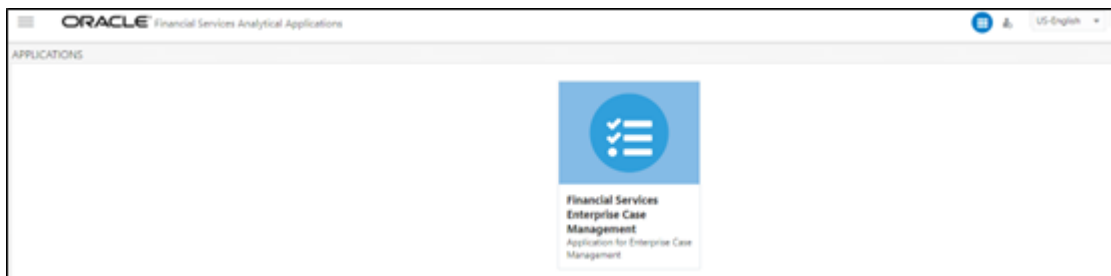 ORACLE Financial Services Analytical Applications
US-English
APPLICATIONS
Financial Services
Enterprise Case
Management
Application for Enterprise Case
Management